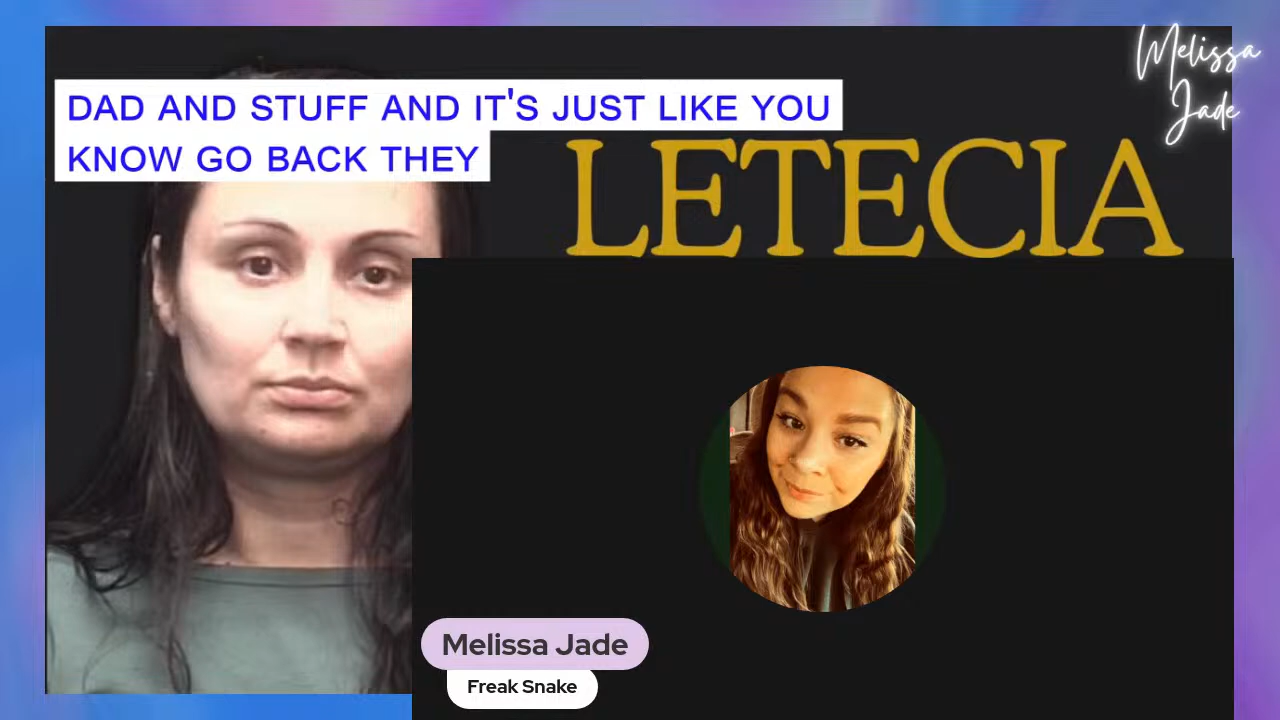 Melissa
Jade
DAD AND STUFF AND IT'S JUST LIKE YOU
KNOW GO BACK THEY
LETECIA
Melissa Jade
Freak Snake